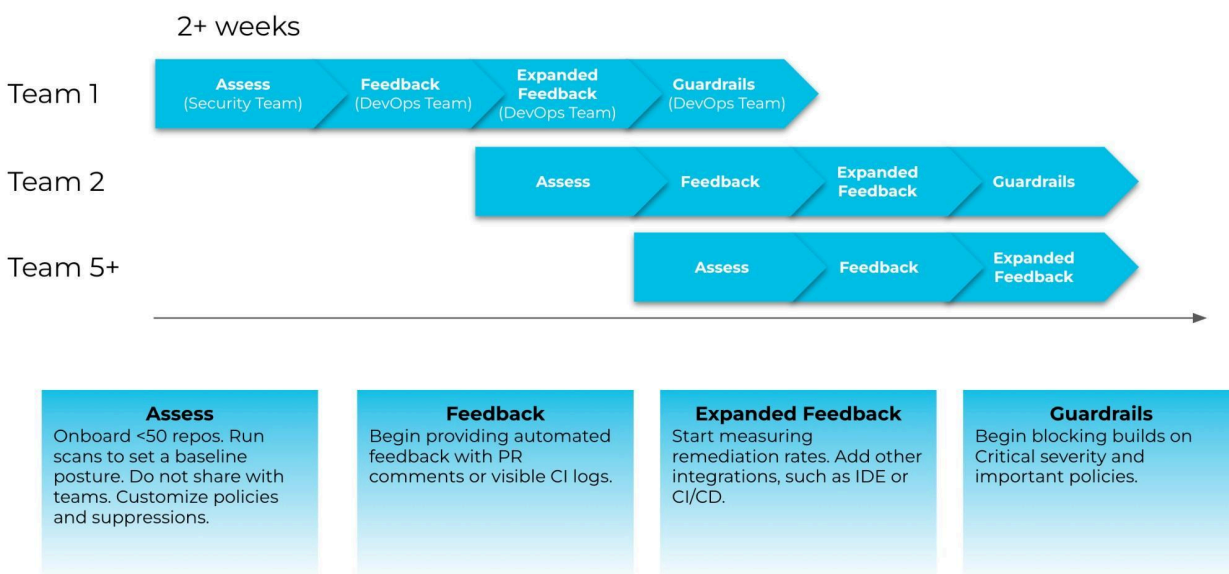 2+ weeks
Team 1
Assess
(Security Team)
Feedback
(DevOps Team)
Expanded
Feedback
(DevOps Team)
Guardrails
(DevOps Team)
Team 2
Assess
Feedback
Expanded
Feedback
Guardrails
Team 5+
Assess
Feedback
Expanded
Feedback
Assess
Onboard <50 repos. Run
scans to set a baseline
posture. Do not share with
teams. Customize policies
and suppressions.
Feedback
Begin providing automated
feedback with PR
comments or visible CI logs.
Expanded Feedback
Start measuring
remediation rates. Add other
integrations, such as IDE or
CI/CD.
Guardrails
Begin blocking builds on
Critical severity and
important policies.